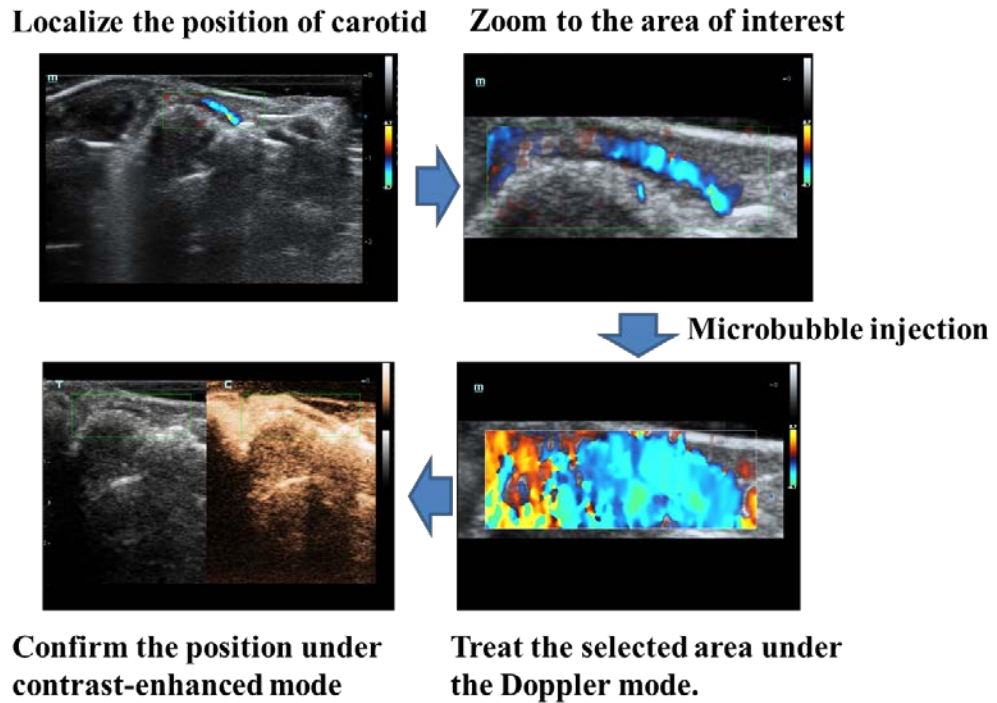 Localize the position of carotid
Zoom to the area of interest
m
m
Microbubble injection
T
C
m
Confirm the position under
contrast-enhanced mode
Treat the selected area under
the Doppler mode.